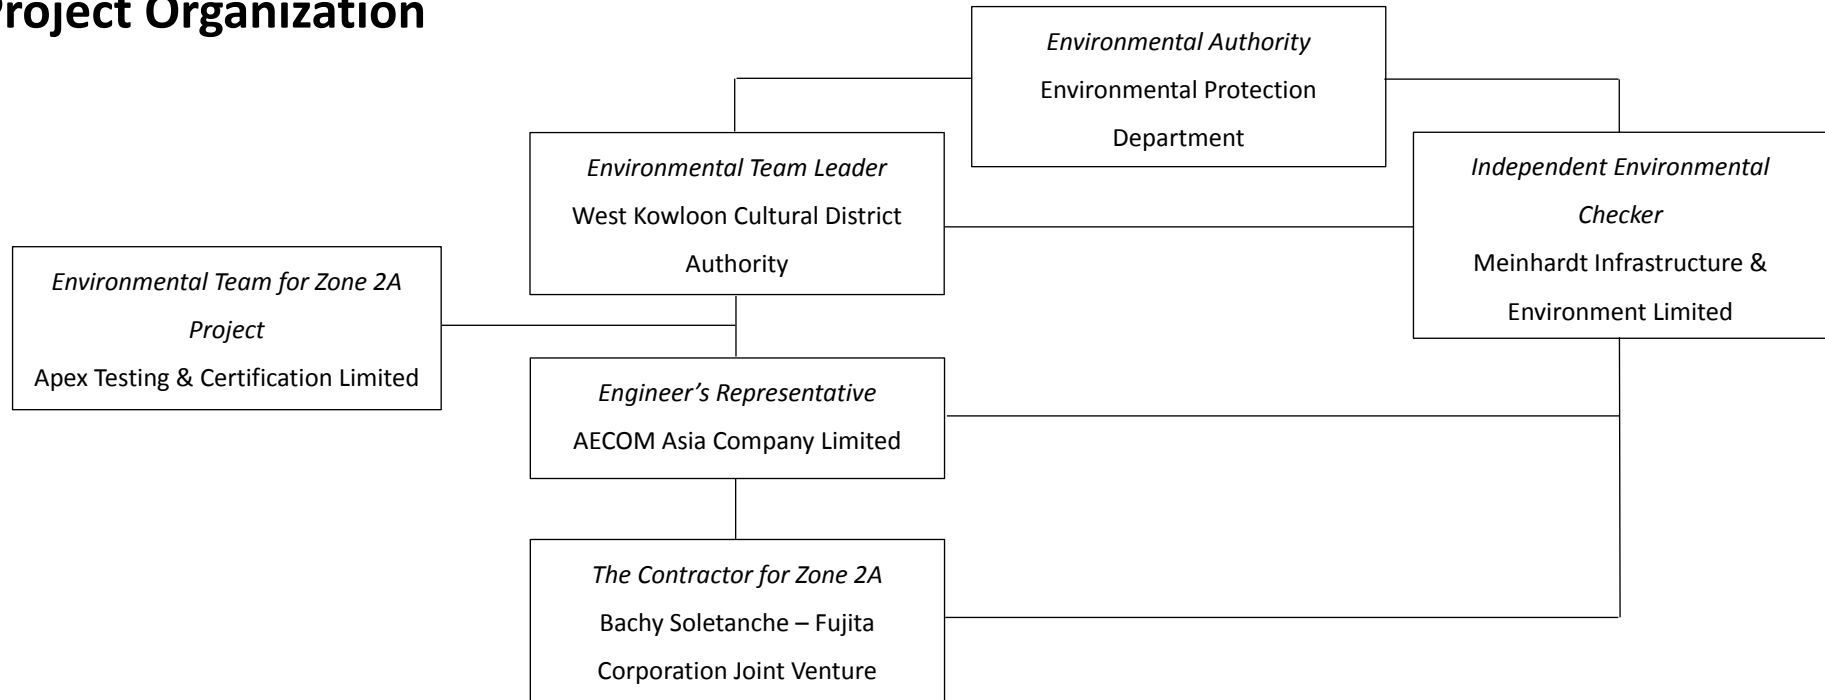 Project Organization
Environmental Authority
Environmental Protection
Department
Environmental Team Leader
West Kowloon Cultural District
Authority
Independent Environmental
Checker
Meinhardt Infrastructure &
Environment Limited
Environmental Team for Zone 2A
Project
Apex Testing & Certification Limited
Engineer’s Representative
AECOM Asia Company Limited
The Contractor for Zone 2A
Bachy Soletanche – Fujita
Corporation Joint Venture